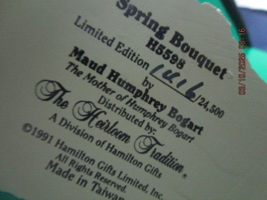 Spring Bouquet
H5598
Limited Edition 1416/24,500
by
Maud Humphrey Bogart
The Mother of Humphrey Bogart
Distributed by:
The Heirloom Tradition
A Division of Hamilton Gifts
©1991 Hamilton Gifts Limited, Inc.
All Rights Reserved.
Made in Taiwan